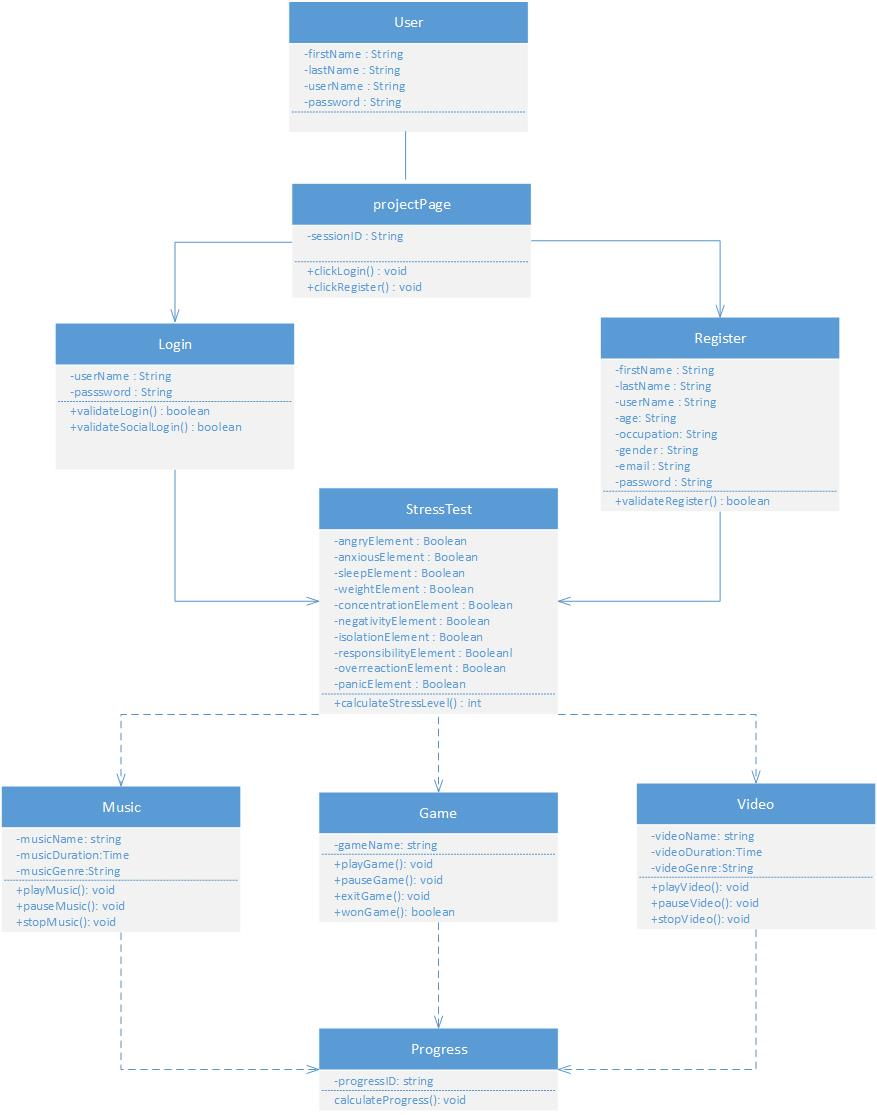 User
-firstName : String
-lastName : String
-userName : String
-password : String
projectPage
-sessionID : String
+clickLogin() : void
+clickRegister() : void
Login
-userName : String
-passsword : String
+validateLogin() : boolean
+validateSocialLogin() : boolean
Register
-firstName : String
-lastName : String
-userName : String
-age: String
-occupation: String
-gender : String
-email : String
-password : String
+validateRegister() : boolean
StressTest
-angryElement : Boolean
-anxiousElement : Boolean
-sleepElement : Boolean
-weightElement : Boolean
-concentrationElement : Boolean
-negativityElement : Boolean
-isolationElement : Boolean
-responsibilityElement : Booleanl
-overreactionElement : Boolean
-panicElement : Boolean
+calculateStressLevel() : int
Music
-musicName: string
-musicDuration:Time
-musicGenre:String
+playMusic(): void
+pauseMusic(): void
+stopMusic(): void
Game
-gameName: string
+playGame(): void
+pauseGame(): void
+exitGame(): void
+wonGame(): boolean
Video
-videoName: string
-videoDuration:Time
-videoGenre:String
+playVideo(): void
+pauseVideo(): void
+stopVideo(): void
Progress
-progressID: string
calculateProgress(): void